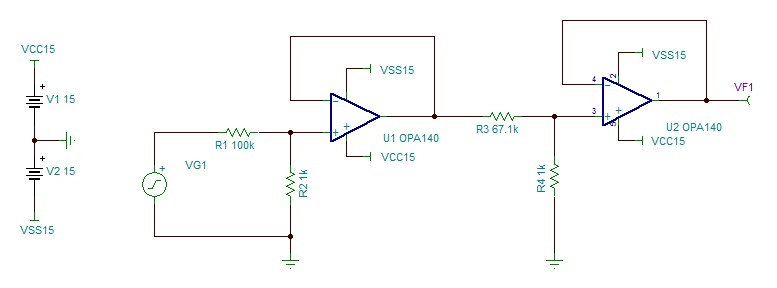 VCC15
+
V1 15
+
V2 15
VSS15
VG1
+
R1 100k
R2 1k
VSS15
-
+
+
U1 OPA140
VCC15
R3 67.1k
R4 1k
VSS15
2
4
-
3
+
+
1
5
U2 OPA140
VCC15
VF1